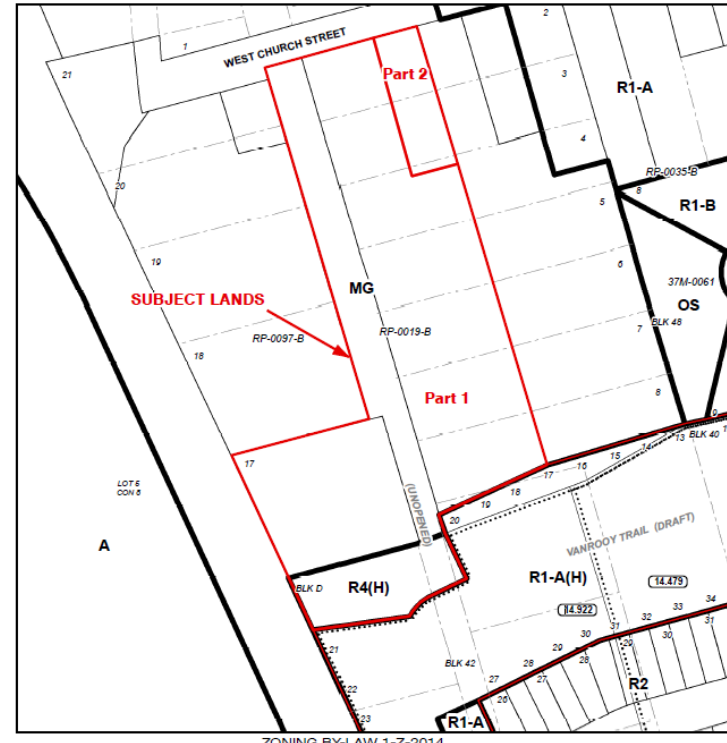 2
1
WEST CHURCH STREET
21
Part 2
3
R1-A
4
RP-0035-B
20
8
5
R1-B
19
6
37M-0061
MG
OS
SUBJECT LANDS
BLK 48
RP-0097-B
RP-0019-B
7
18
Part 1
8
9
BLK 40
13
14
15
16
17
17
18
19
20
LOT 6
CON 8
(UNOPENED)
VANROOY TRAIL (DRAFT)
A
R4(H)
R1-A(H)
14.479
BLK D
34
33
32
31
30
29
28
27
31
30
29
28
27
26
21
22
23
BLK 42
R2
R1-A
ZONING BY-LAW 1-Z-2014